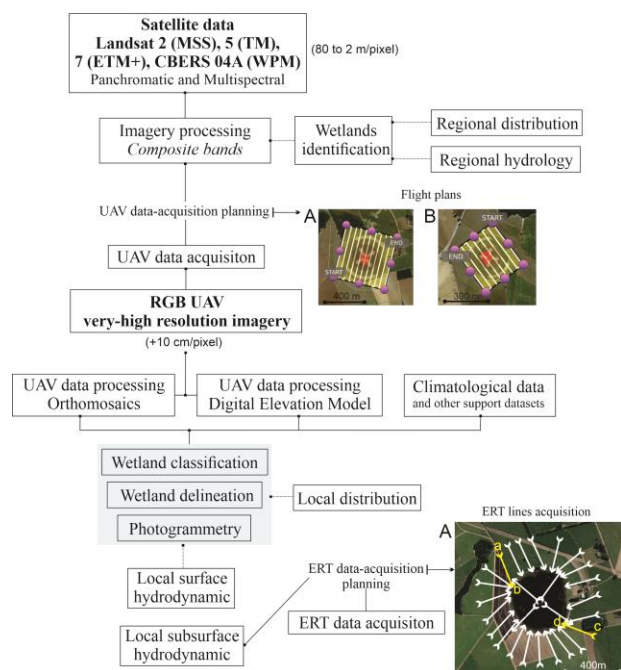 Satellite data
Landsat 2 (MSS), 5 (TM),
7 (ETM+), CBERS 04A (WPM)
Panchromatic and Multispectral
(80 to 2 m/pixel)
Imagery processing
Composite bands
Wetlands
identification
Regional distribution
Regional hydrology
Flight plans
UAV data-acquisition planning
A
START
END
400 m
B
START
END
300 m
UAV data acquisiton
RGB UAV
very-high resolution imagery
(+10 cm/pixel)
UAV data processing
Orthomosaics
UAV data processing
Digital Elevation Model
Climatological data
and other support datasets
Wetland classification
Wetland delineation
Local distribution
Photogrammetry
ERT lines acquisition
A
a
b
d
c
400m
ERT data-acquisition
planning
Local surface
hydrodynamic
ERT data acquisiton
Local subsurface
hydrodynamic